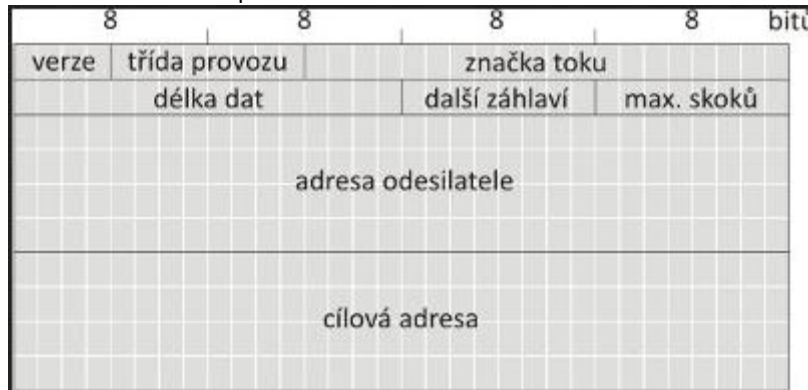 8 8 8 8 bitů
verze třída provozu značka toku
délka dat další záhlaví max. skoků
adresa odesilatele
cílová adresa